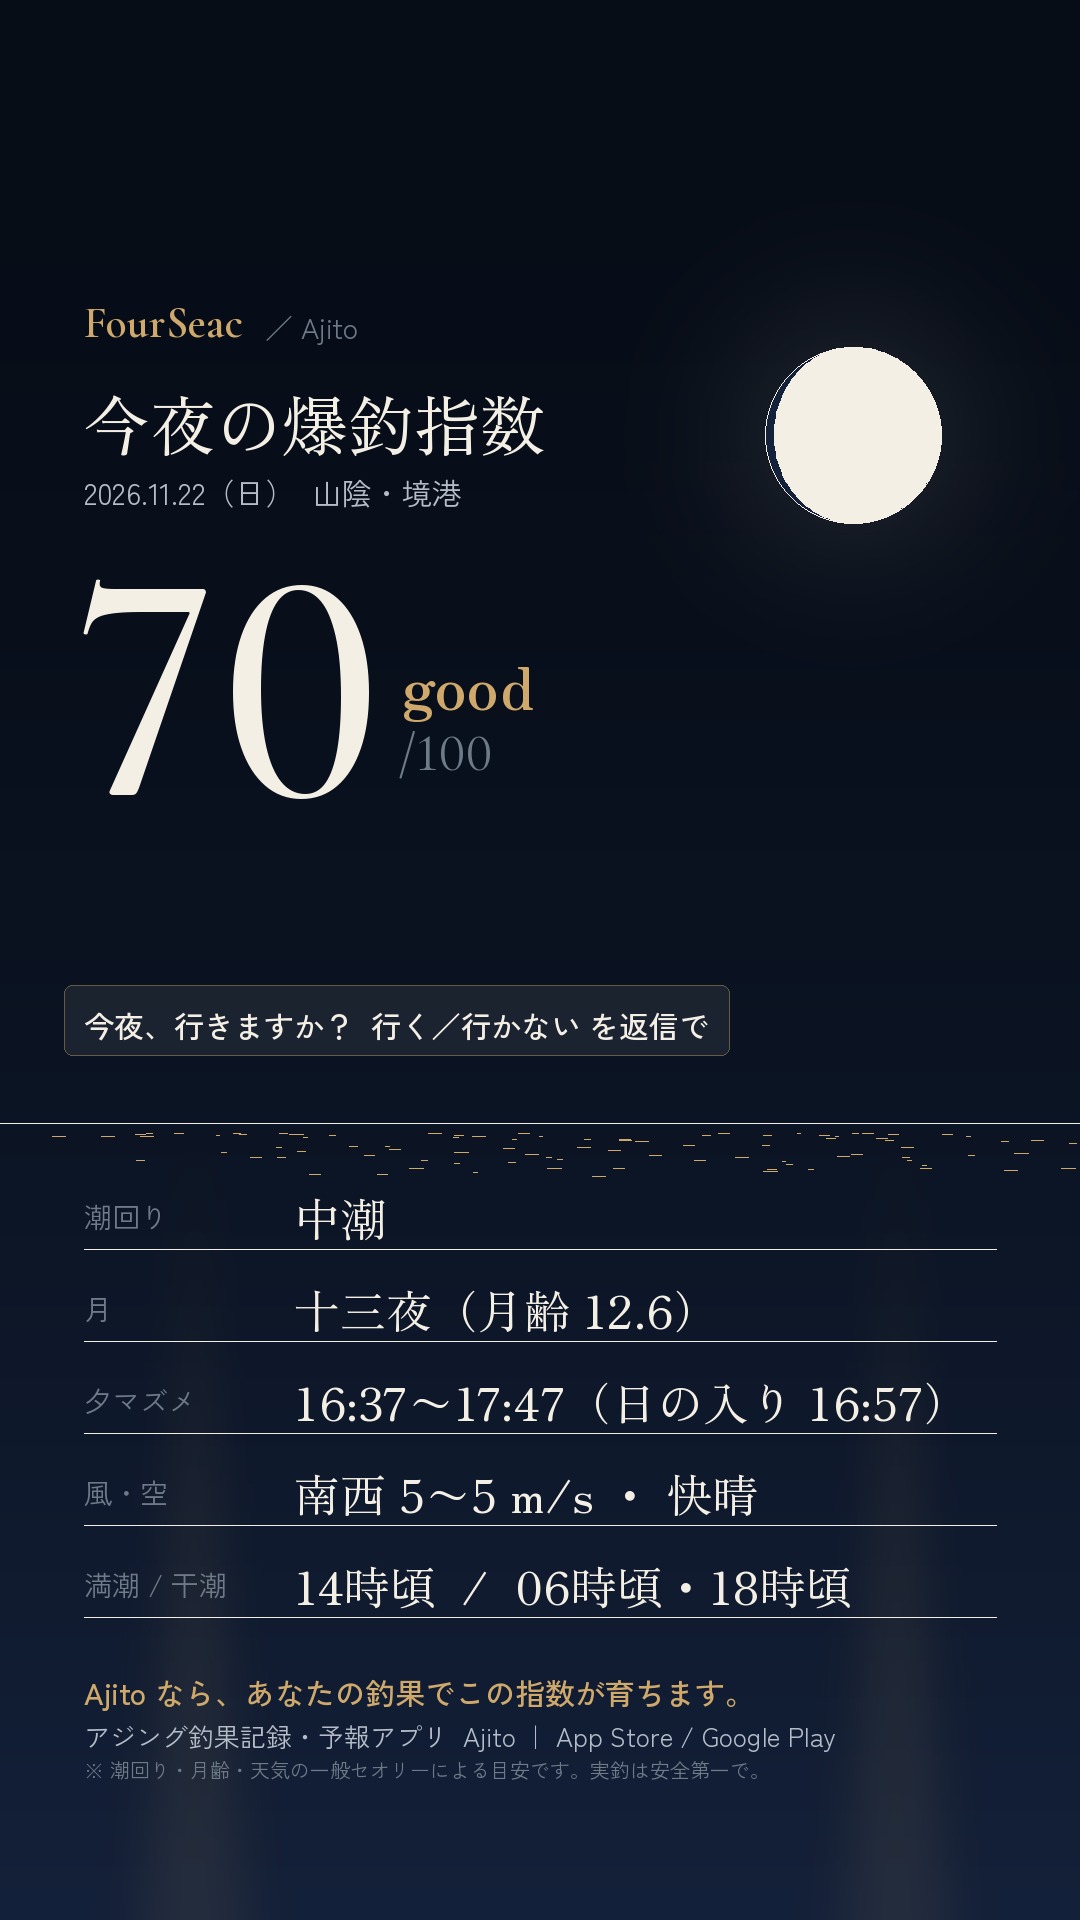 FourSeac ／ Ajito
今夜の爆釣指数
2026.11.22（日） 山陰・境港
70 good
/100
今夜、行きますか？ 行く／行かない を返信で
潮回り 中潮
月 十三夜（月齢 12.6）
夕マズメ 16:37〜17:47（日の入り 16:57）
風・空 南西 5〜5 m/s ・ 快晴
満潮 / 干潮 14時頃 / 06時頃・18時頃
Ajito なら、あなたの釣果でこの指数が育ちます。
アジング釣果記録・予報アプリ Ajito ｜ App Store / Google Play
※ 潮回り・月齢・天気の一般セオリーによる目安です。実釣は安全第一で。